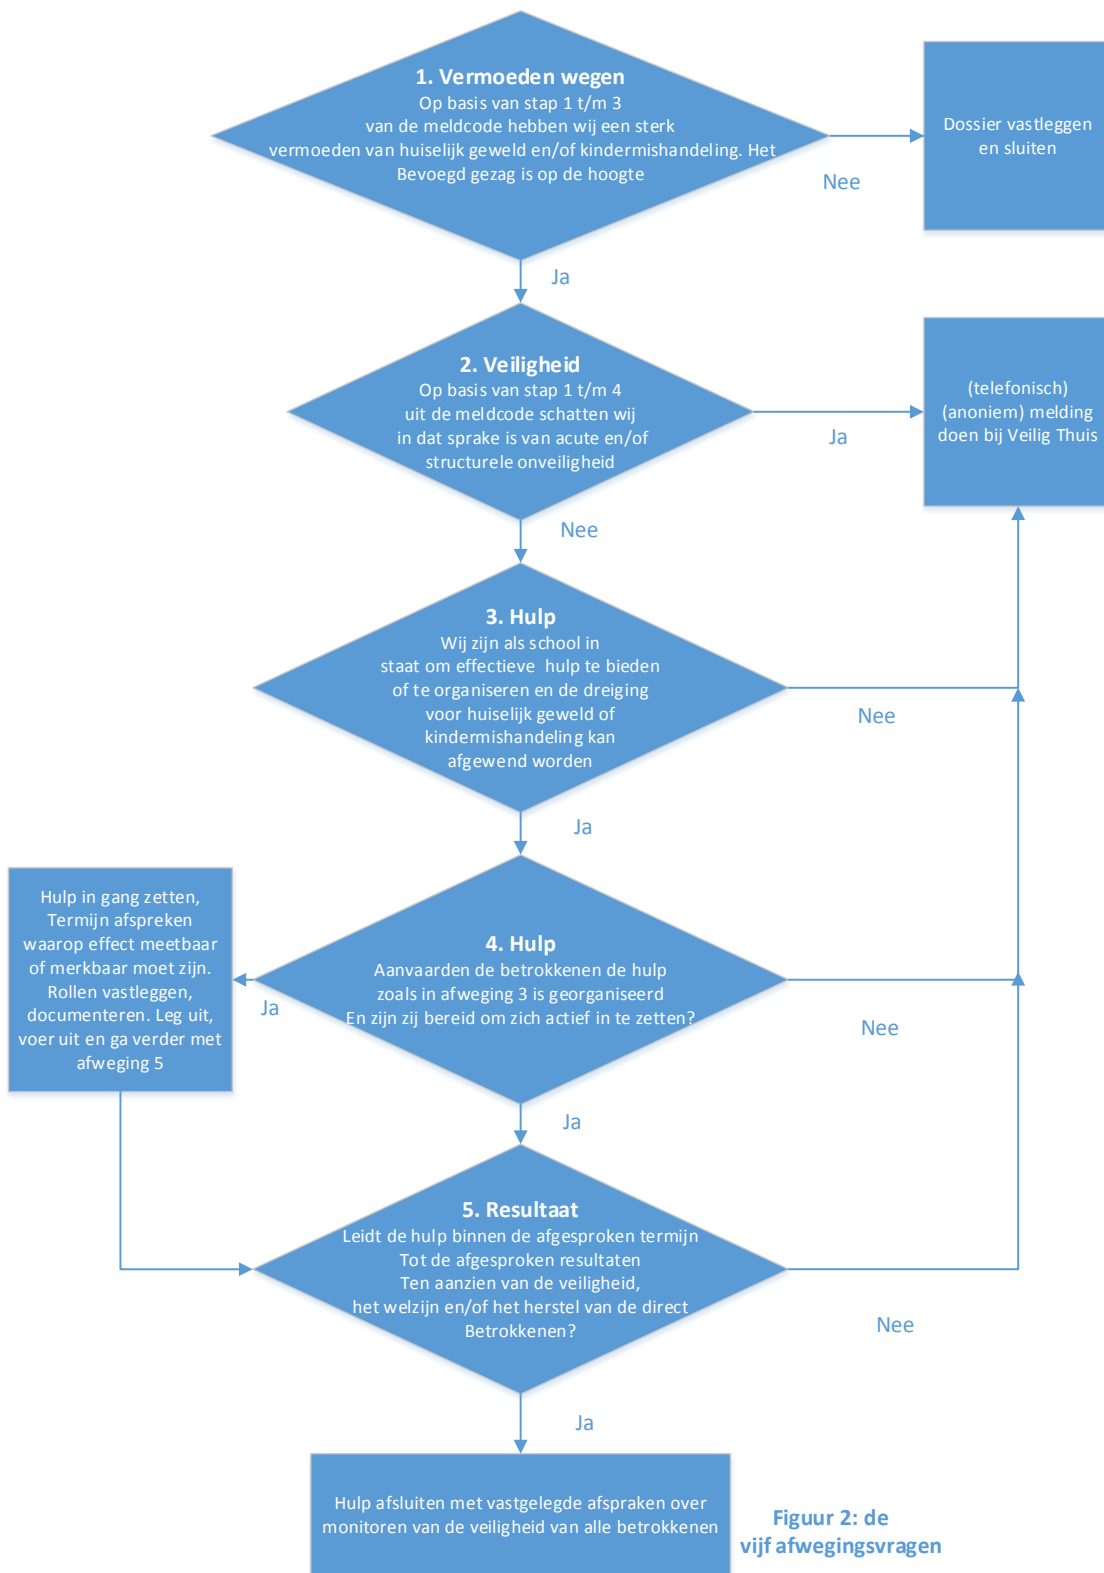 1. Vermoeden wegen
Op basis van stap 1 t/m 3
van de meldcode hebben wij een sterk
vermoeden van huiselijk geweld en/of kindermishandeling. Het
Bevoegd gezag is op de hoogte
Nee
Dossier vastleggen
en sluiten
Ja
2. Veiligheid
Op basis van stap 1 t/m 4
uit de meldcode schatten wij
in dat sprake is van acute en/of
structurele onveiligheid
Ja
(telefonisch)
(anoniem) melding
doen bij Veilig Thuis
Nee
3. Hulp
Wij zijn als school in
staat om effectieve hulp te bieden
of te organiseren en de dreiging
voor huiselijk geweld of
kindermishandeling kan
afgewend worden
Nee
Ja
4. Hulp
Aanvaarden de betrokkenen de hulp
zoals in afweging 3 is georganiseerd
En zijn zij bereid om zich actief in te zetten?
Ja
Hulp in gang zetten,
Termijn afspreken
waarop effect meetbaar
of merkbaar moet zijn.
Rollen vastleggen,
documenteren. Leg uit,
voer uit en ga verder met
afweging 5
Nee
Ja
5. Resultaat
Leidt de hulp binnen de afgesproken termijn
Tot de afgesproken resultaten
Ten aanzien van de veiligheid,
het welzijn en/of het herstel van de direct
Betrokkenen?
Nee
Ja
Hulp afsluiten met vastgelegde afspraken over
monitoren van de veiligheid van alle betrokkenen
Figuur 2: de
vijf afwegingsvragen